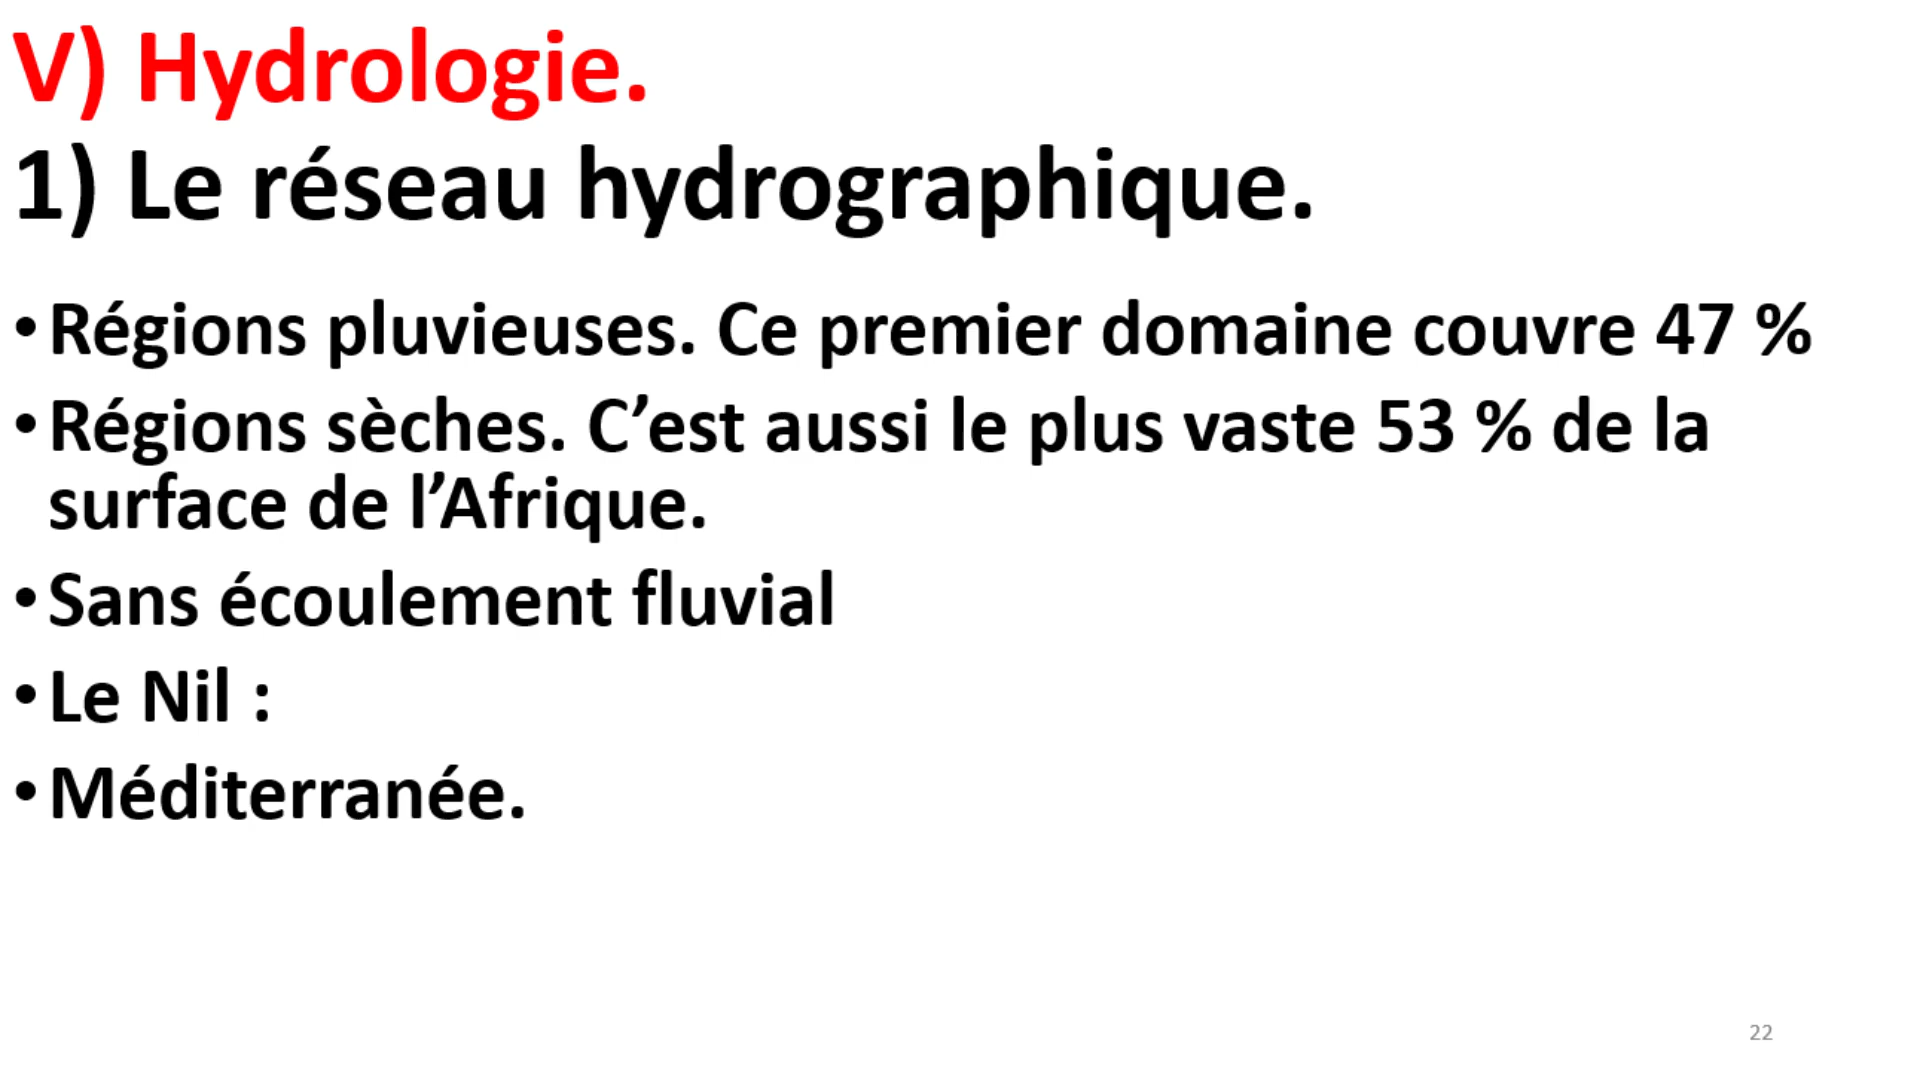 V) Hydrologie.
1) Le réseau hydrographique.
• Régions pluvieuses. Ce premier domaine couvre 47 %
• Régions sèches. C’est aussi le plus vaste 53 % de la
surface de l’Afrique.
• Sans écoulement fluvial
• Le Nil :
• Méditerranée.
22